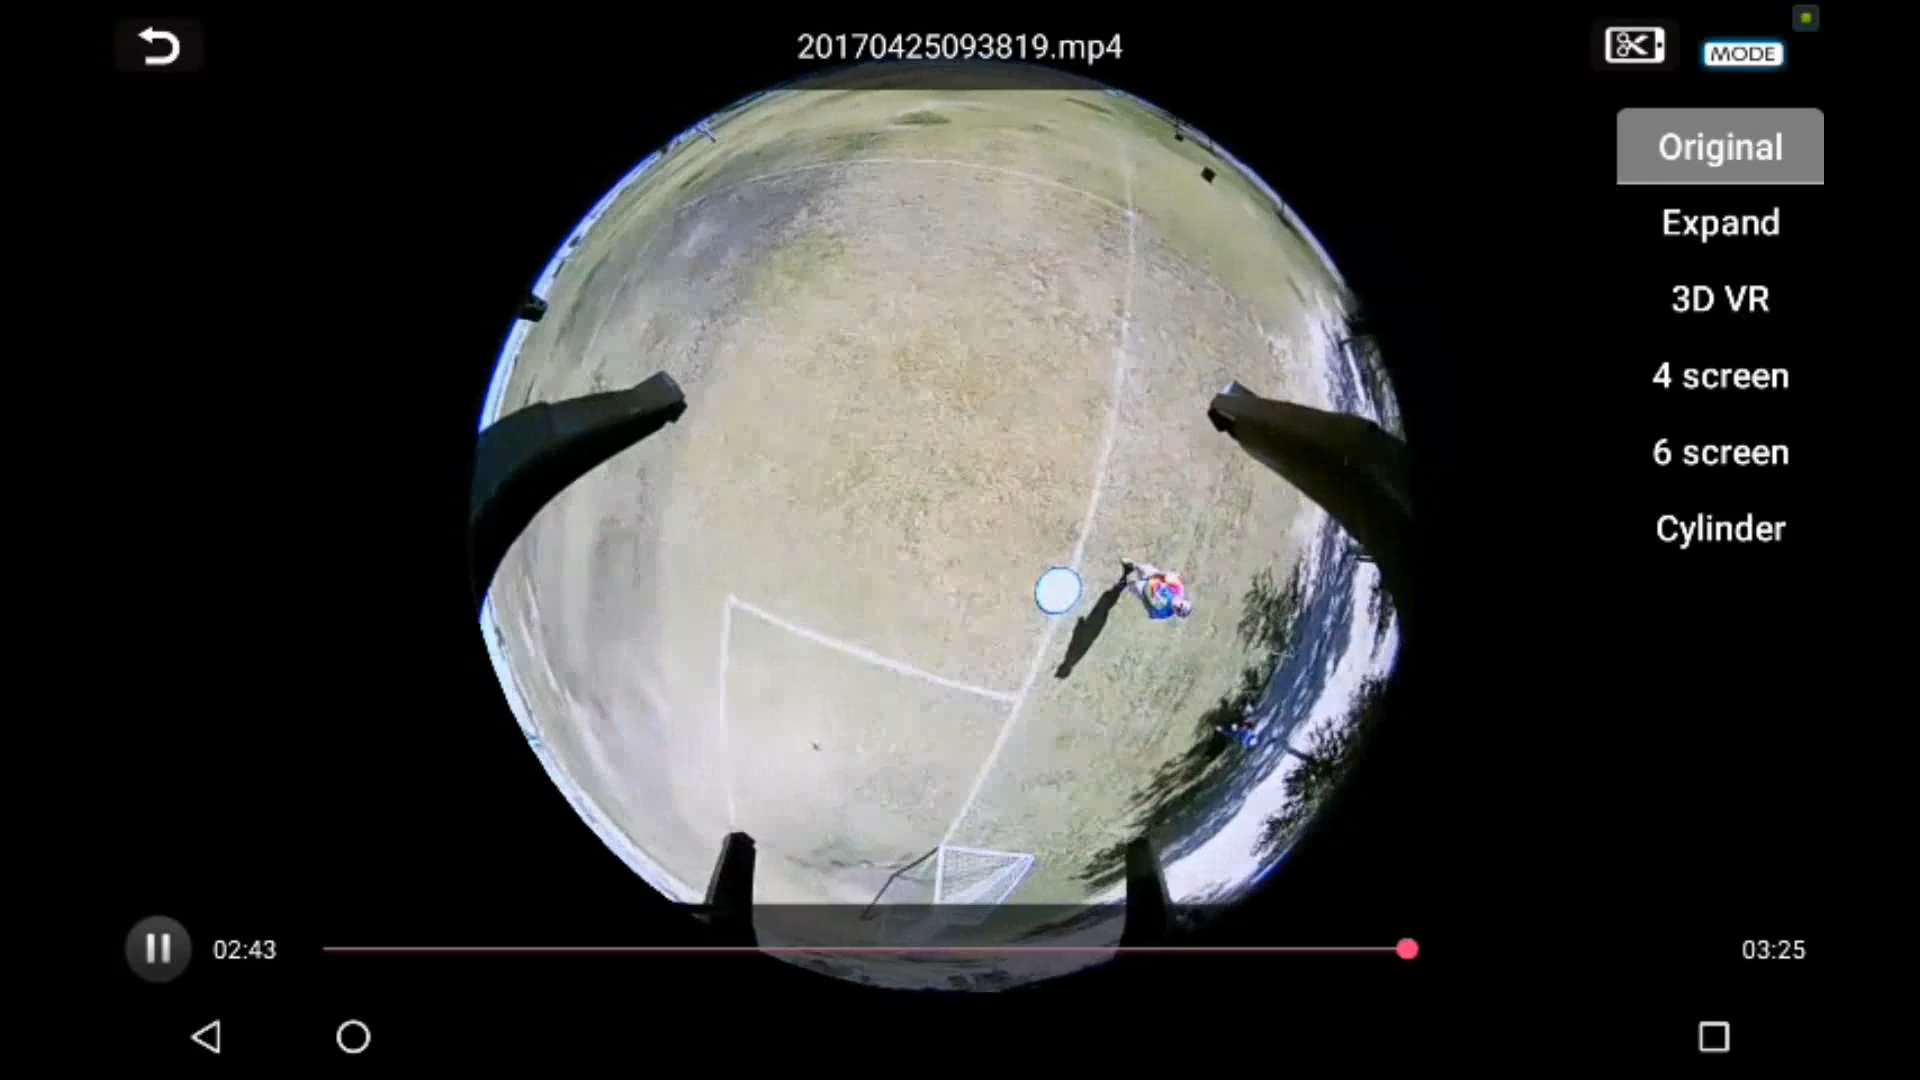 20170425093819.mp4
MODE
Original
Expand
3D VR
4 screen
6 screen
Cylinder
02:43
03:25